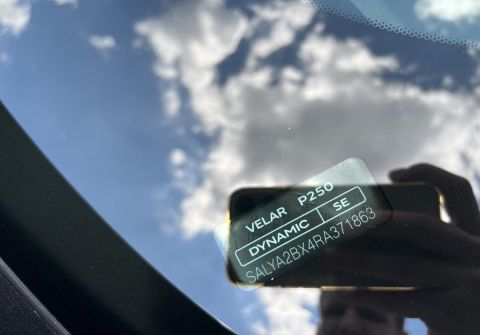 VELAR P250
DYNAMIC SE
SALYA2BX4RA371863